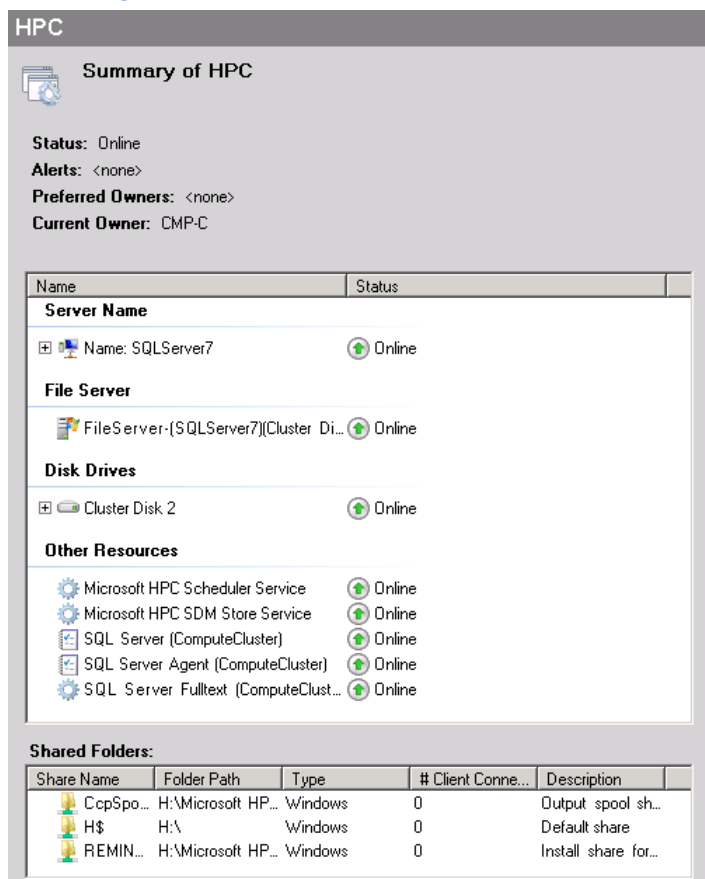 HPC
Summary of HPC
Status: Online
Alerts: <none>
Preferred Owners: <none>
Current Owner: CMP-C
Name Status
Server Name
Name: SQLServer7 Online
File Server
FileServer-(SQLServer7)(Cluster Di... Online
Disk Drives
Cluster Disk 2 Online
Other Resources
Microsoft HPC Scheduler Service Online
Microsoft HPC SDM Store Service Online
SQL Server (ComputeCluster) Online
SQL Server Agent (ComputeCluster) Online
SQL Server Fulltext (ComputeClust... Online
Shared Folders:
Share Name Folder Path Type # Client Conne... Description
CcpSpo... H:\Microsoft HP... Windows 0 Output spool sh...
H$ H:\ Windows 0 Default share
REMIN... H:\Microsoft HP... Windows 0 Install share for...